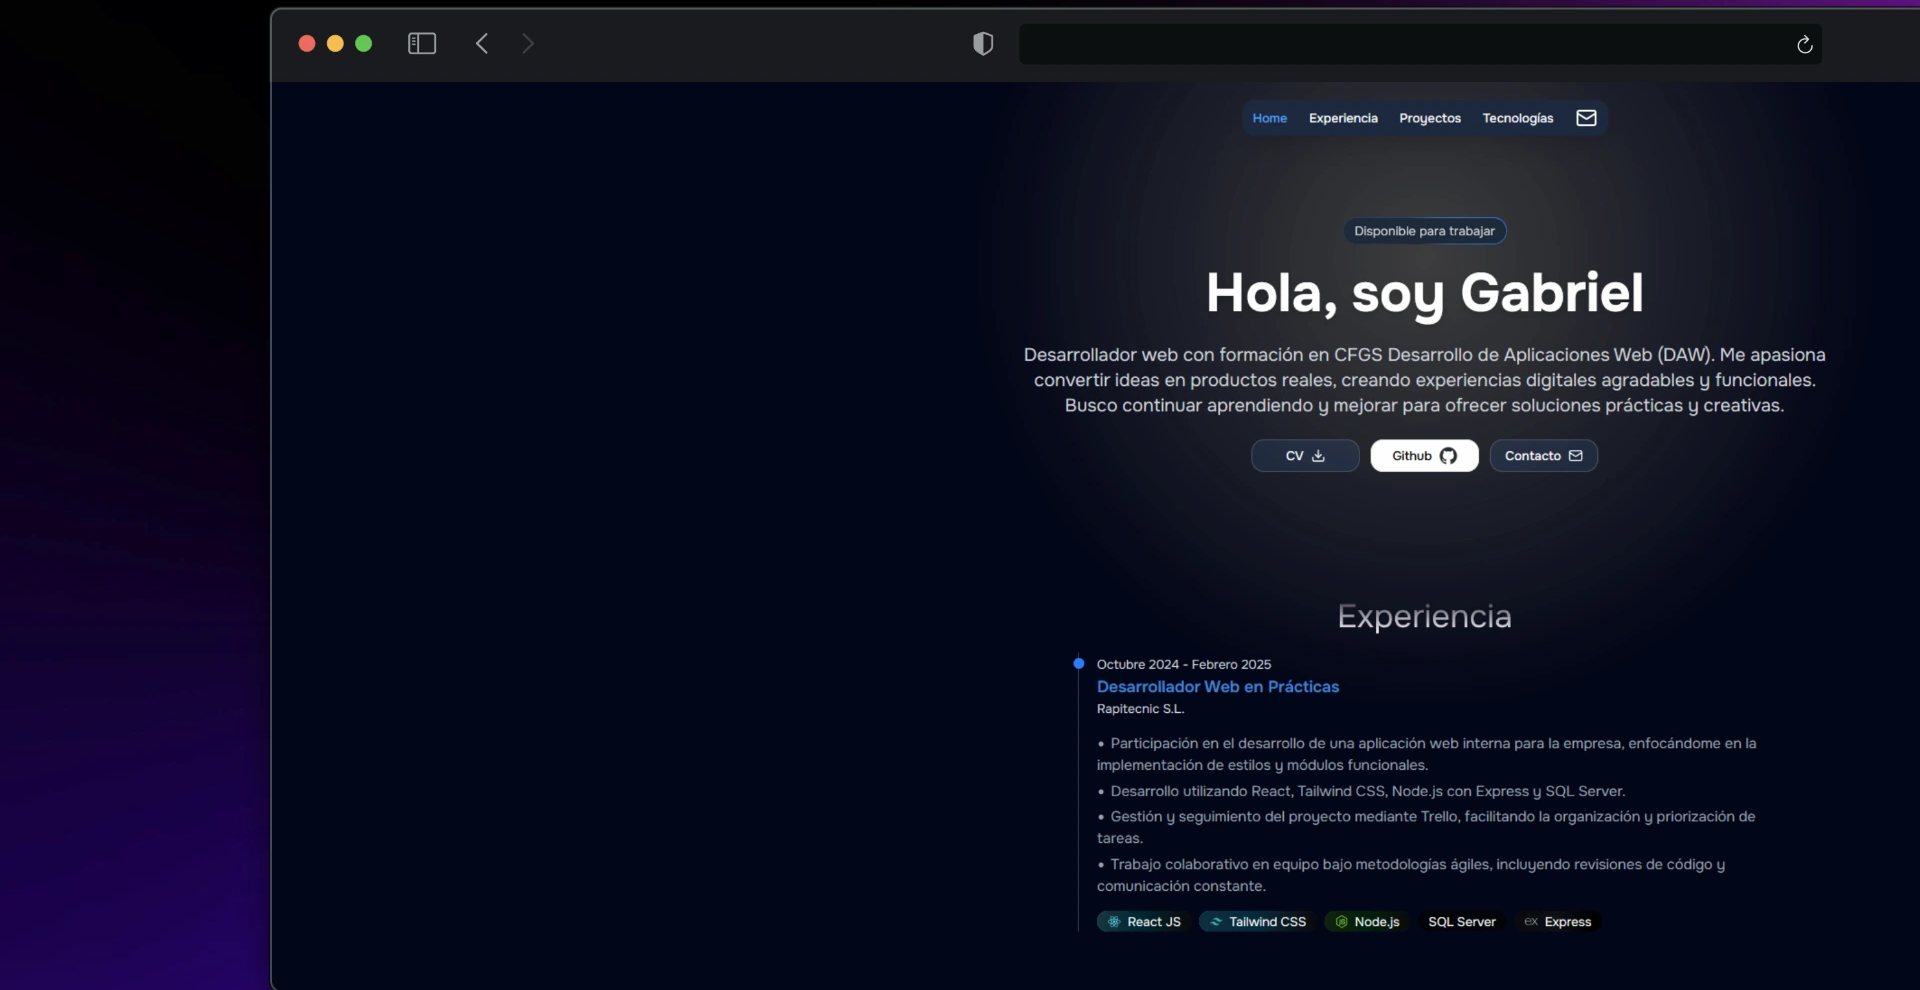 Home Experiencia Proyectos Tecnologías
Disponible para trabajar
Hola, soy Gabriel
Desarrollador web con formación en CFGS Desarrollo de Aplicaciones Web (DAW). Me apasiona
convertir ideas en productos reales, creando experiencias digitales agradables y funcionales.
Busco continuar aprendiendo y mejorar para ofrecer soluciones prácticas y creativas.
CV Github Contacto
Experiencia
Octubre 2024 - Febrero 2025
Desarrollador Web en Prácticas
Rapitecnic S.L.
• Participación en el desarrollo de una aplicación web interna para la empresa, enfocándome en la
implementación de estilos y módulos funcionales.
• Desarrollo utilizando React, Tailwind CSS, Node.js con Express y SQL Server.
• Gestión y seguimiento del proyecto mediante Trello, facilitando la organización y priorización de
tareas.
• Trabajo colaborativo en equipo bajo metodologías ágiles, incluyendo revisiones de código y
comunicación constante.
React JS Tailwind CSS Node.js SQL Server ex Express